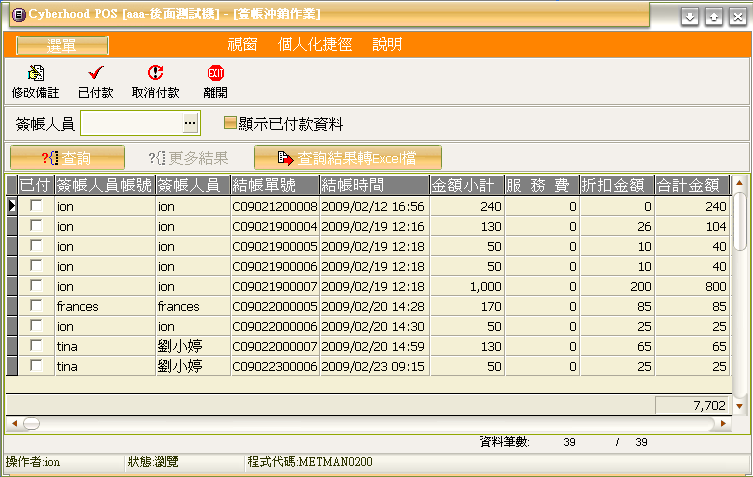 Cyberhood POS [aaa-後面測試樣] - [簽帳沖銷作業]
選單 視窗 個人化捷徑 說明
修改備註 已付款 取消付款 離開
簽帳人員 ... 顯示已付款資料
?{} 查詢 ?{} 更多結果 查詢結果轉Excel檔
已付 簽帳人員帳號 簽帳人員 結帳單號 結帳時間 金額小計 服 務 費 折扣金額 合計金額
ion ion C09021200008 2009/02/12 16:56 240 0 0 240
ion ion C09021900004 2009/02/19 12:16 130 0 26 104
ion ion C09021900005 2009/02/19 12:18 50 0 10 40
ion ion C09021900006 2009/02/19 12:18 50 0 10 40
ion ion C09021900007 2009/02/19 12:18 1,000 0 200 800
frances frances C09022000005 2009/02/20 14:28 170 0 85 85
ion ion C09022000006 2009/02/20 14:30 50 0 25 25
tina 劉小婷 C09022000007 2009/02/20 14:59 130 0 65 65
tina 劉小婷 C09022300006 2009/02/23 09:15 50 0 25 25
7,702
資料筆數: 39 / 39
操作者:ion 狀態:瀏覽 程式代碼:METMAN0200